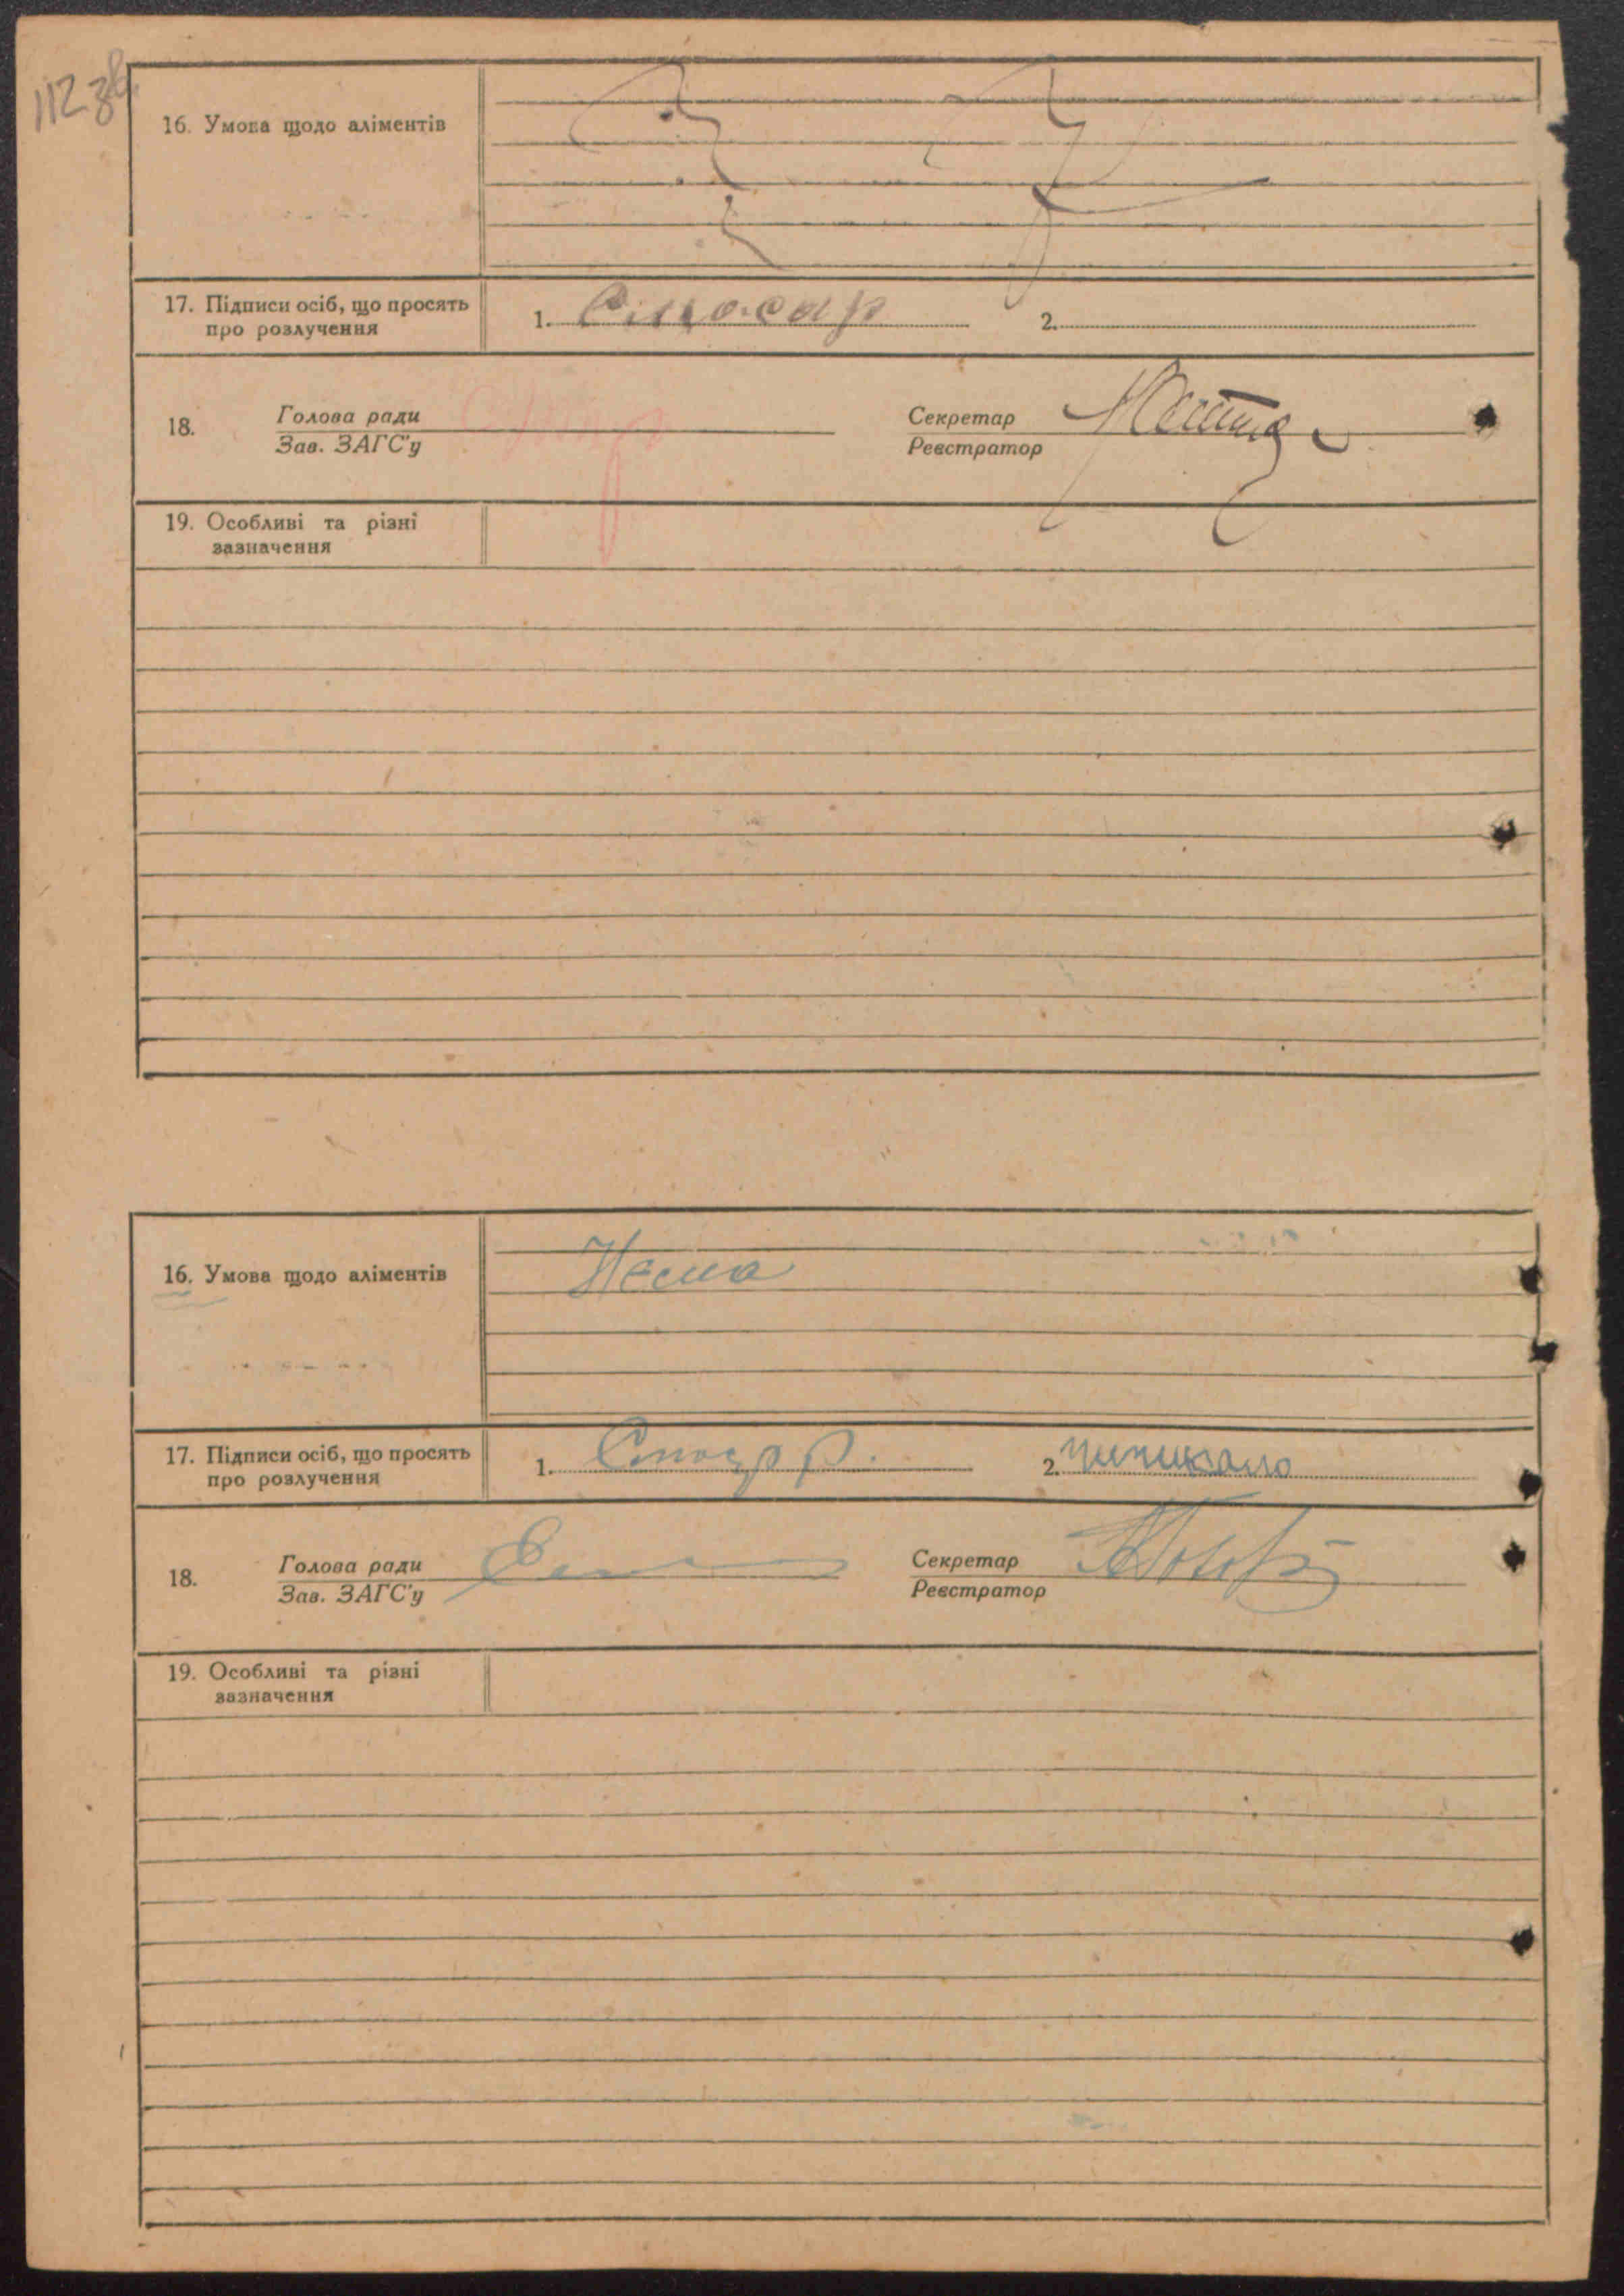 112 зв.
16. Умова щодо аліментів
17. Підписи осіб, що просять
про розлучення
1. Слюсар
2.
18.
Голова ради
Зав. ЗАГС'у
Секретар
Реєстратор
19. Особливі та різні
зазначення
16. Умова щодо аліментів
Нема
17. Підписи осіб, що просять
про розлучення
1.
2.
18.
Голова ради
Зав. ЗАГС'у
Секретар
Реєстратор
19. Особливі та різні
зазначення